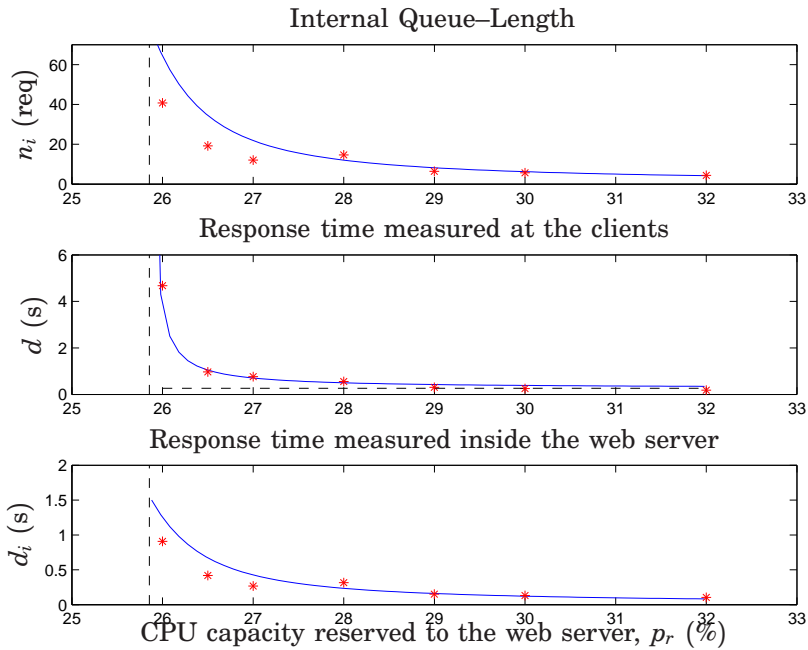 Internal Queue–Length
60
40
20
0
n_i (req)
25 26 27 28 29 30 31 32 33
Response time measured at the clients
6
4
2
0
d (s)
25 26 27 28 29 30 31 32 33
Response time measured inside the web server
2
1.5
1
0.5
0
d_i (s)
25 26 27 28 29 30 31 32 33
CPU capacity reserved to the web server, p_r (%)